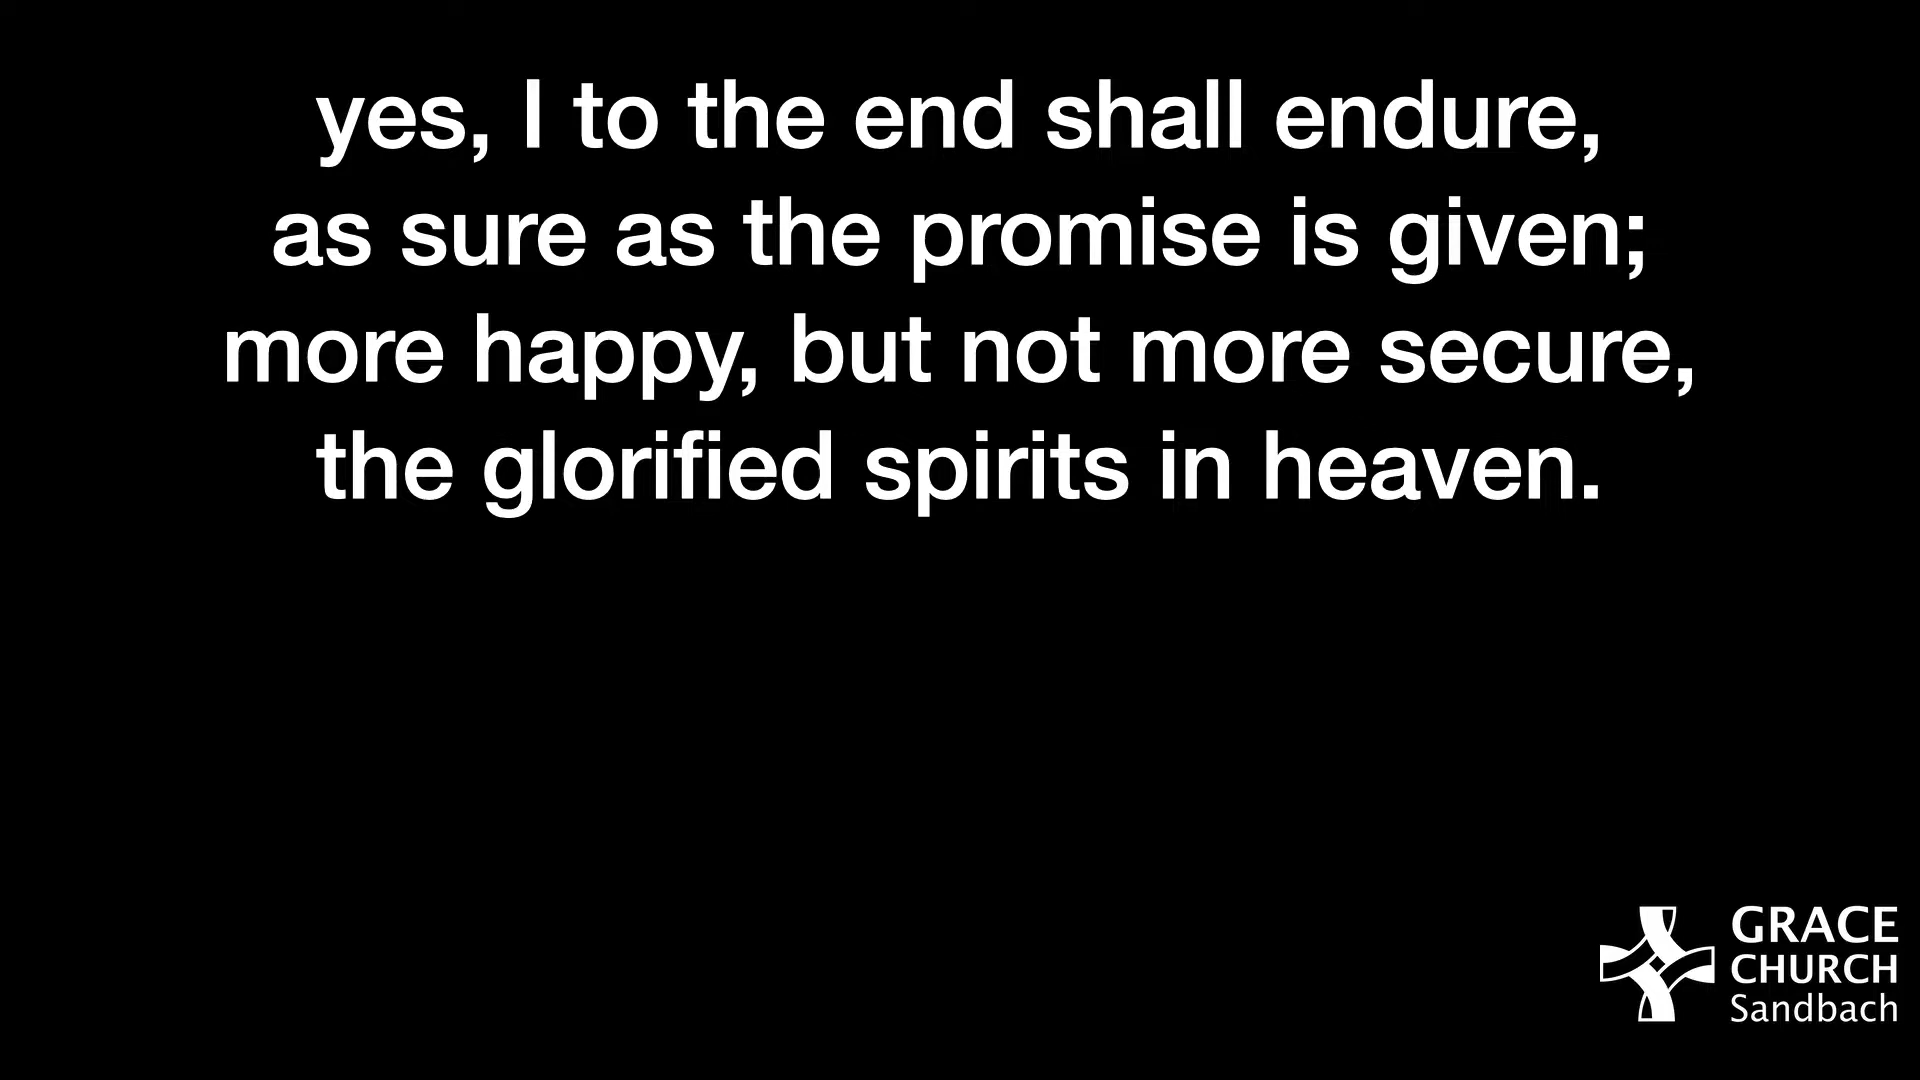 yes, I to the end shall endure,
as sure as the promise is given;
more happy, but not more secure,
the glorified spirits in heaven.
GRACE
CHURCH
Sandbach